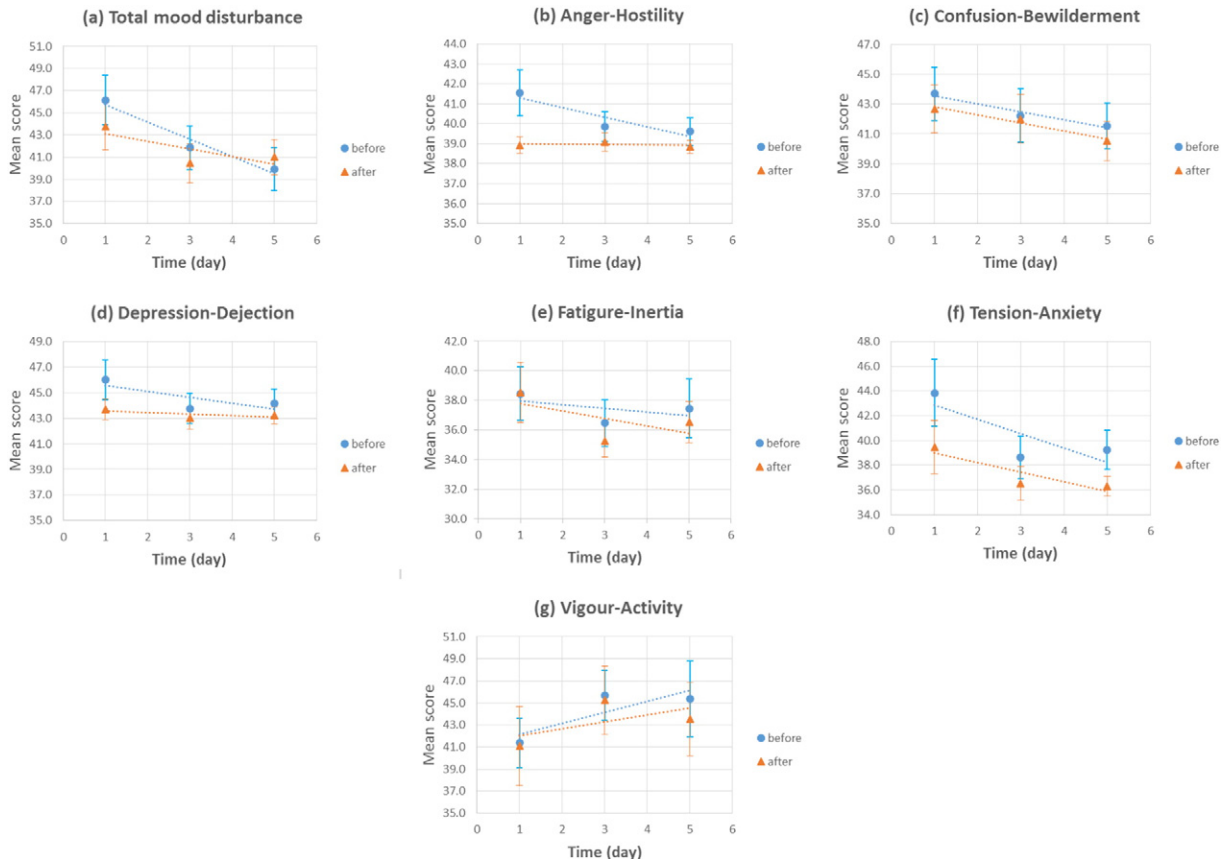 (a) Total mood disturbance
51.0
49.0
47.0
45.0
43.0
41.0
39.0
37.0
35.0
Mean score
0 1 2 3 4 5 6
Time (day)
before
after
(b) Anger-Hostility
44.0
43.0
42.0
41.0
40.0
39.0
38.0
37.0
36.0
35.0
Mean score
0 1 2 3 4 5 6
Time (day)
before
after
(c) Confusion-Bewilderment
47.0
45.0
43.0
41.0
39.0
37.0
35.0
Mean score
0 1 2 3 4 5 6
Time (day)
before
after
(d) Depression-Dejection
49.0
47.0
45.0
43.0
41.0
39.0
37.0
35.0
Mean score
0 1 2 3 4 5 6
Time (day)
before
after
(e) Fatigure-Inertia
42.0
40.0
38.0
36.0
34.0
32.0
30.0
Mean score
0 1 2 3 4 5 6
Time (day)
before
after
(f) Tension-Anxiety
48.0
46.0
44.0
42.0
40.0
38.0
36.0
34.0
Mean score
0 1 2 3 4 5 6
Time (day)
before
after
(g) Vigour-Activity
51.0
49.0
47.0
45.0
43.0
41.0
39.0
37.0
35.0
Mean score
0 1 2 3 4 5 6
Time (day)
before
after